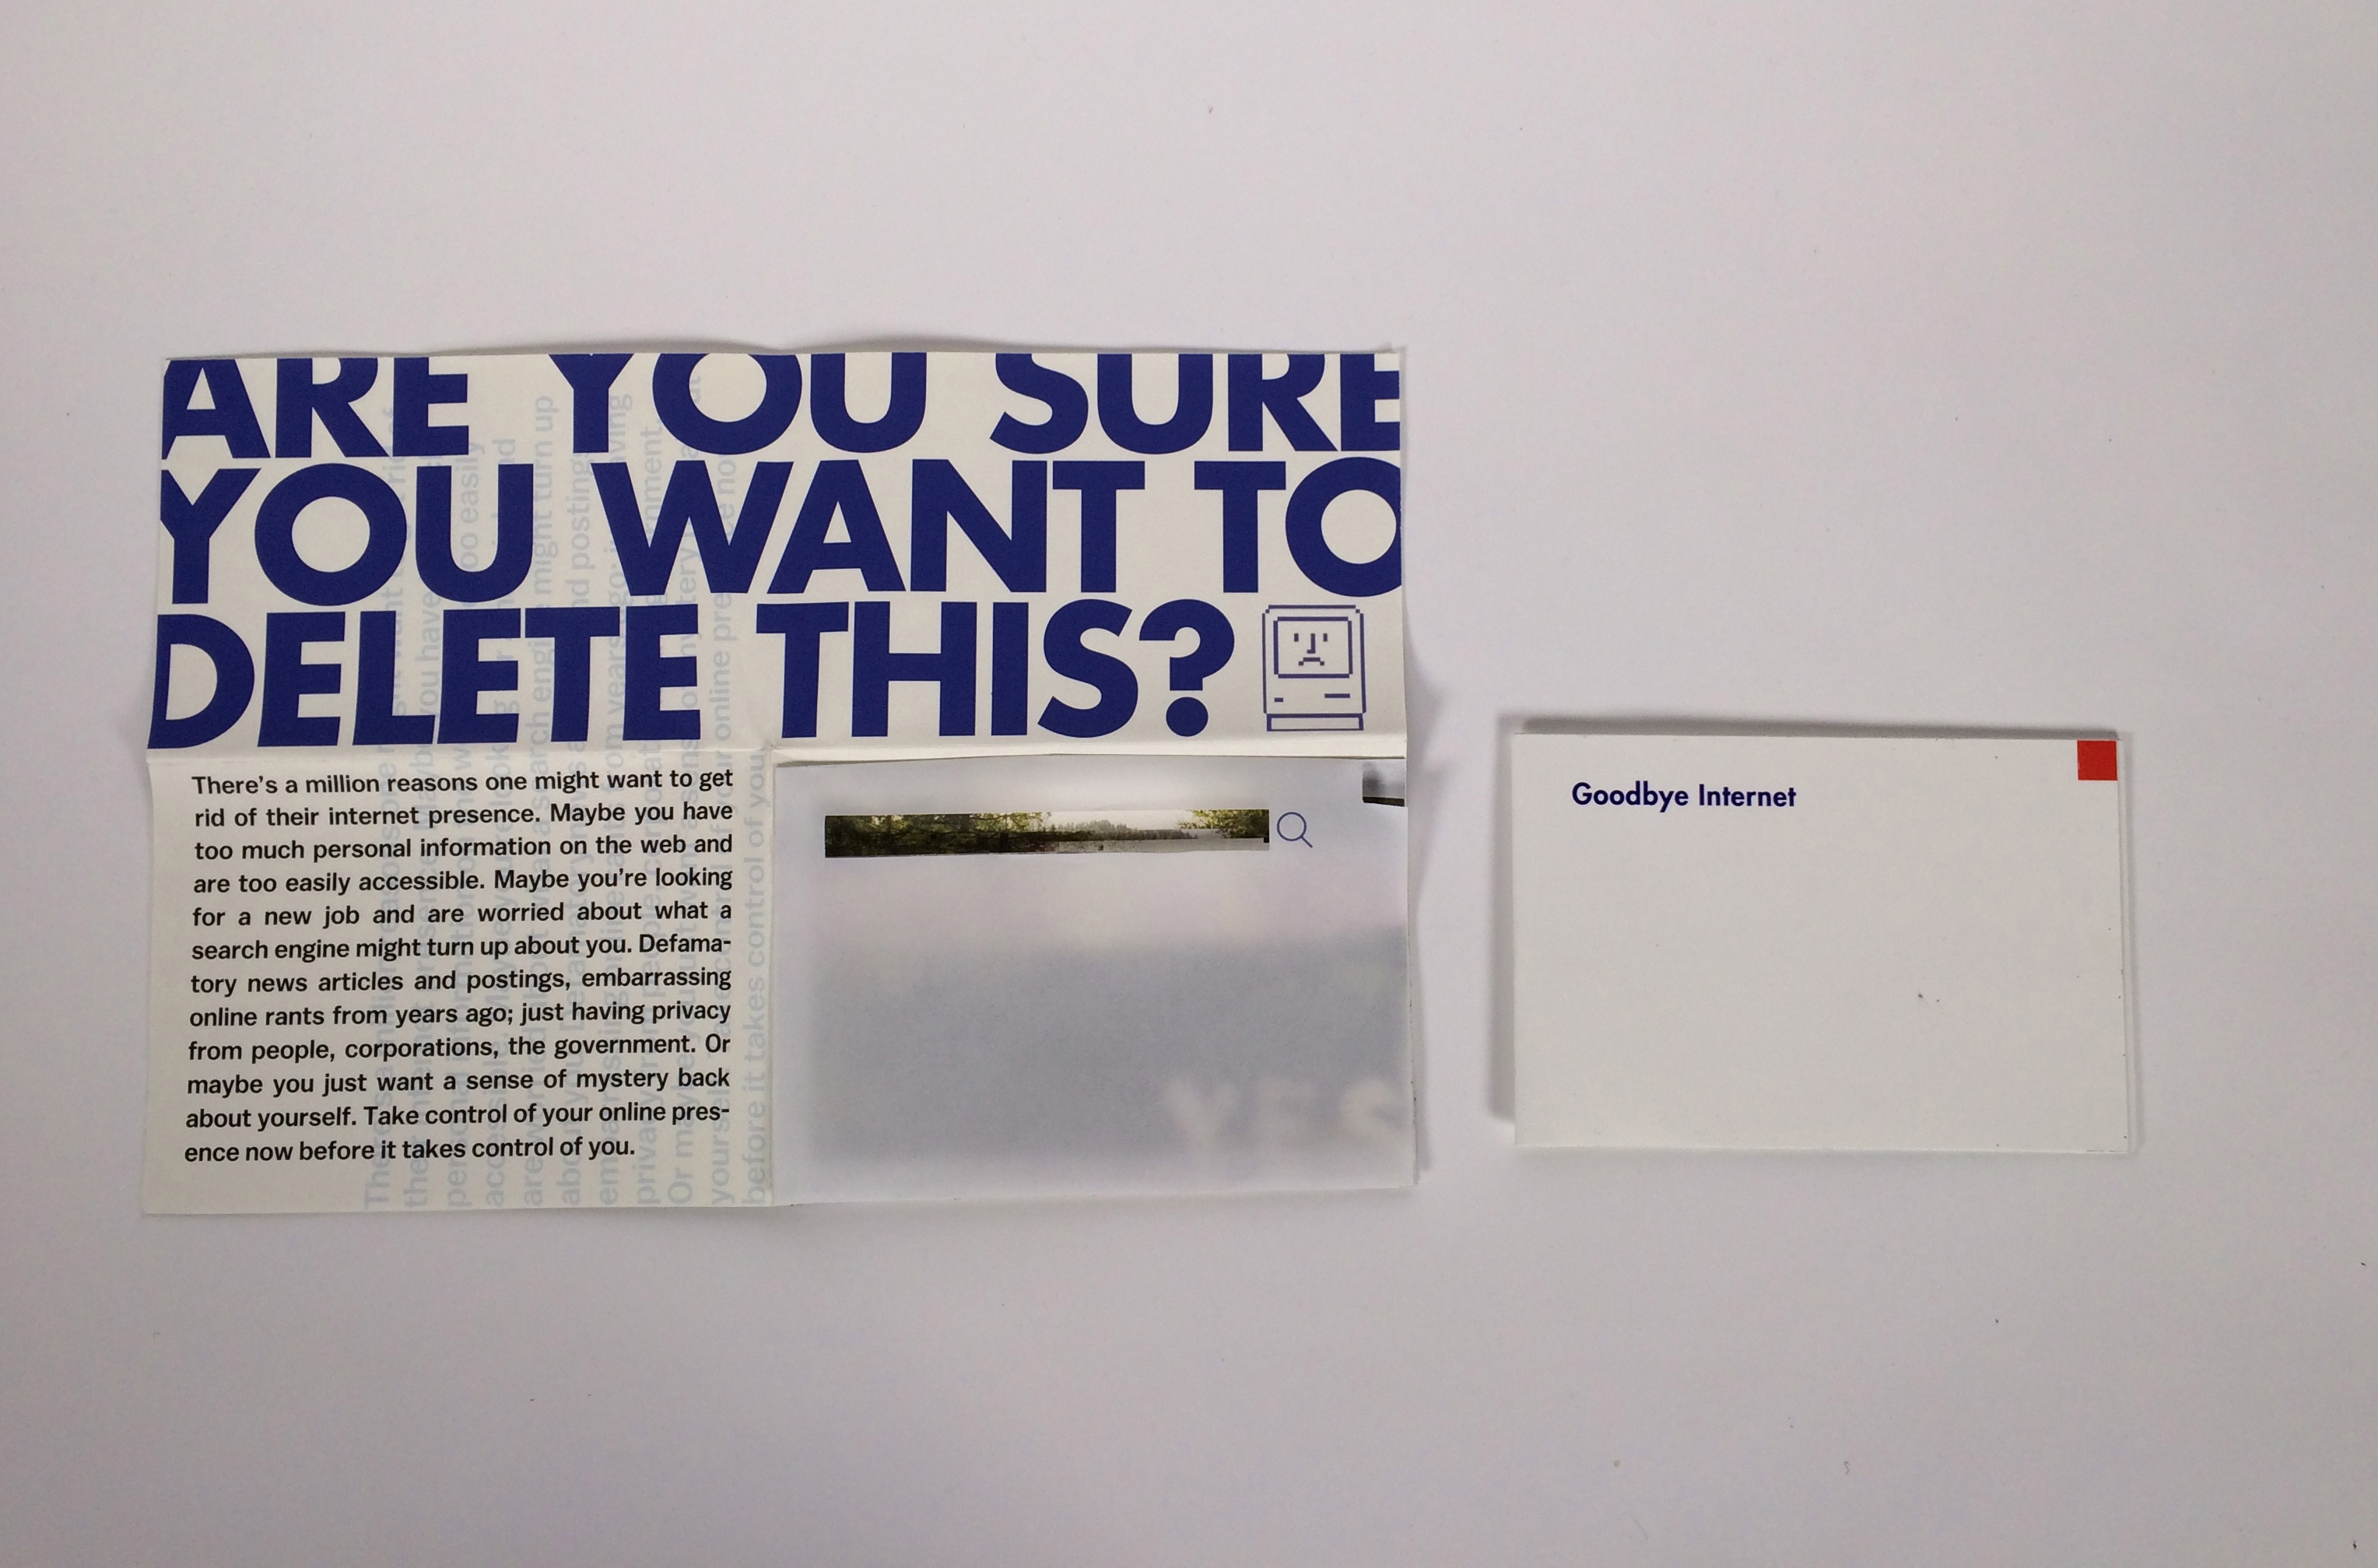 ARE YOU SURE
YOU WANT TO
DELETE THIS?
There's a million reasons one might want to get
rid of their internet presence. Maybe you have
too much personal information on the web and
are too easily accessible. Maybe you're looking
for a new job and are worried about what a
search engine might turn up about you. Defama-
tory news articles and postings, embarrassing
online rants from years ago; just having privacy
from people, corporations, the government. Or
maybe you just want a sense of mystery back
about yourself. Take control of your online pres-
ence now before it takes control of you.
YES
Goodbye Internet